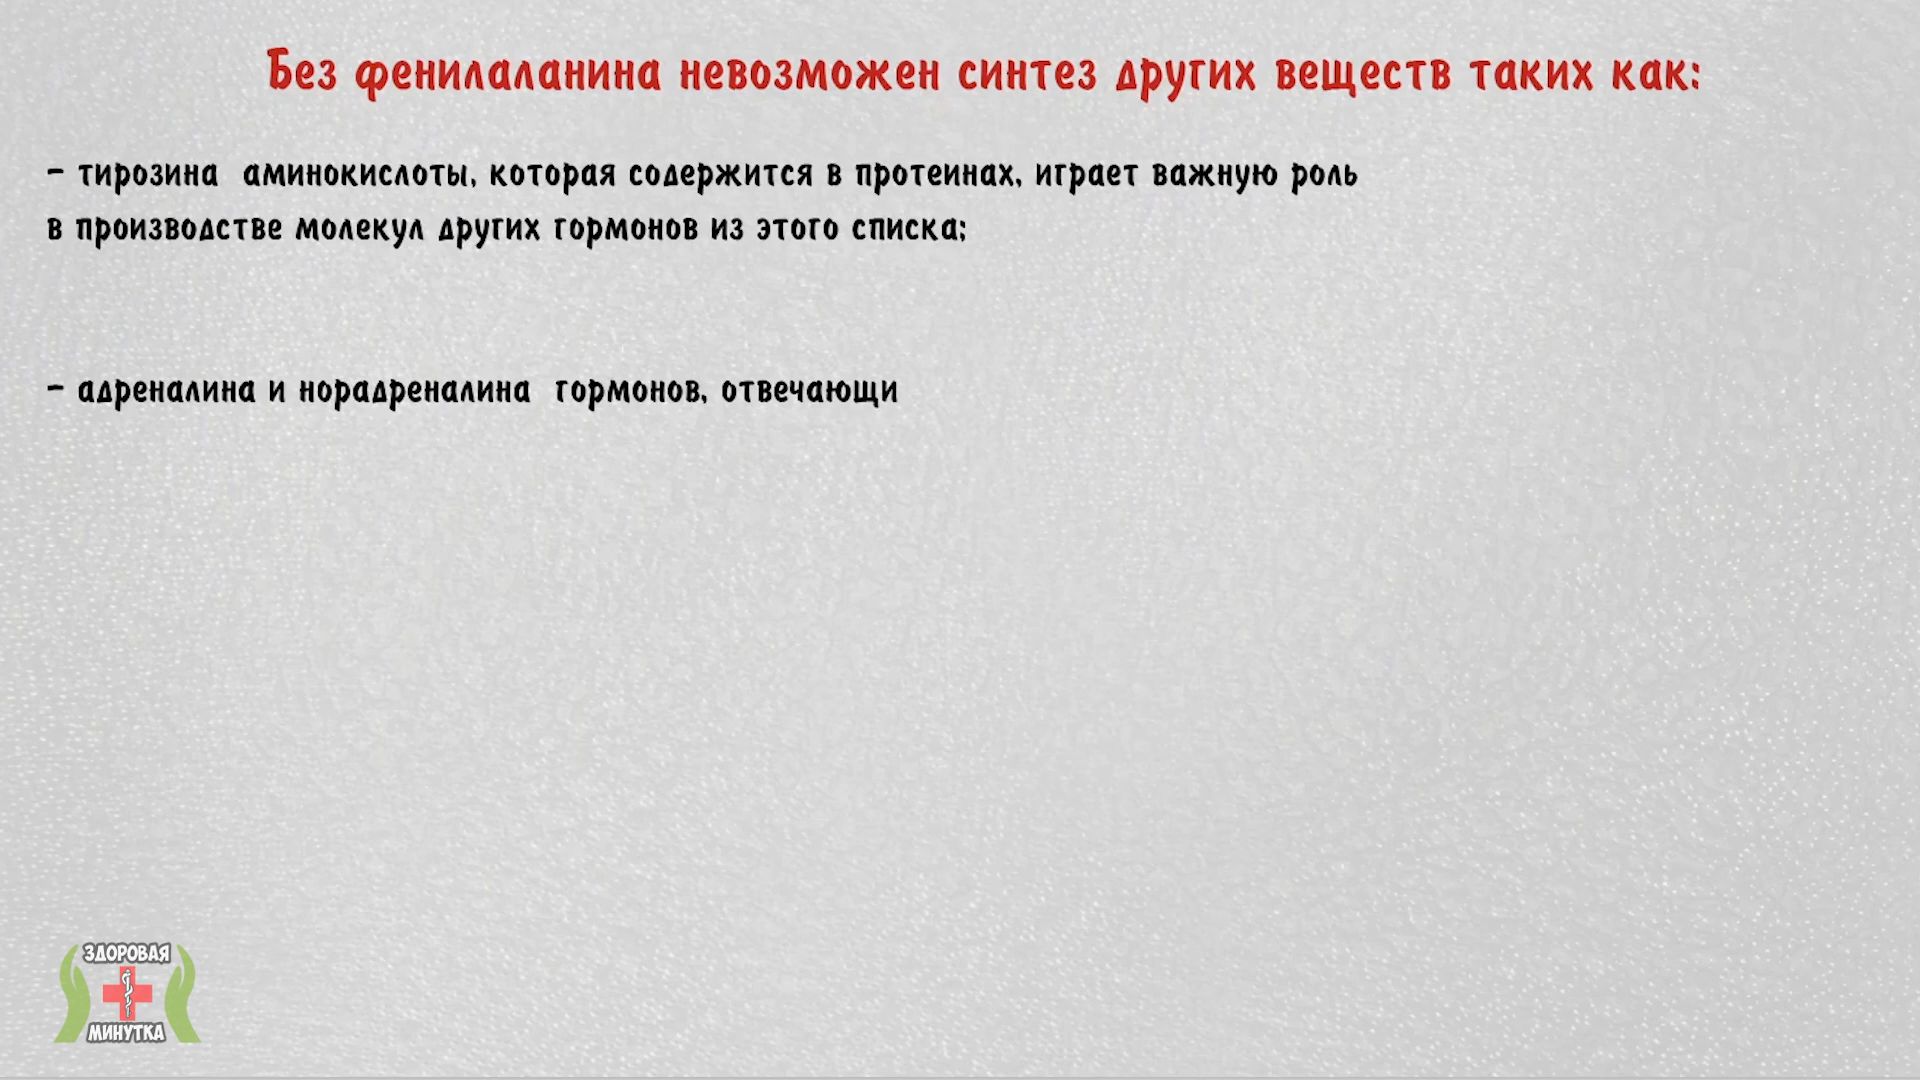 Без фенилаланина невозможен синтез других веществ таких как:
- тирозина  аминокислоты, которая содержится в протеинах, играет важную роль
в производстве молекул других гормонов из этого списка;
- адреналина и норадреналина  гормонов, отвечающи
ЗДОРОВАЯ
МИНУТКА